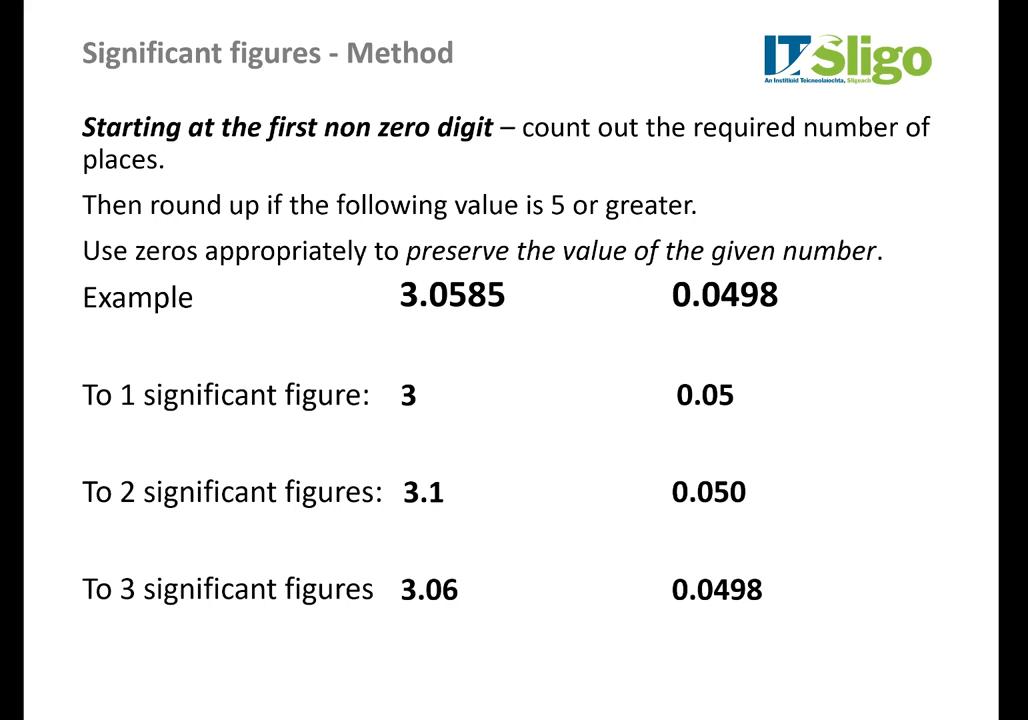 Significant figures - Method
ITSligo
An Institiúid Teicneolaíochta, Sligeach
Starting at the first non zero digit – count out the required number of
places.
Then round up if the following value is 5 or greater.
Use zeros appropriately to preserve the value of the given number.
Example 3.0585 0.0498
To 1 significant figure: 3 0.05
To 2 significant figures: 3.1 0.050
To 3 significant figures 3.06 0.0498